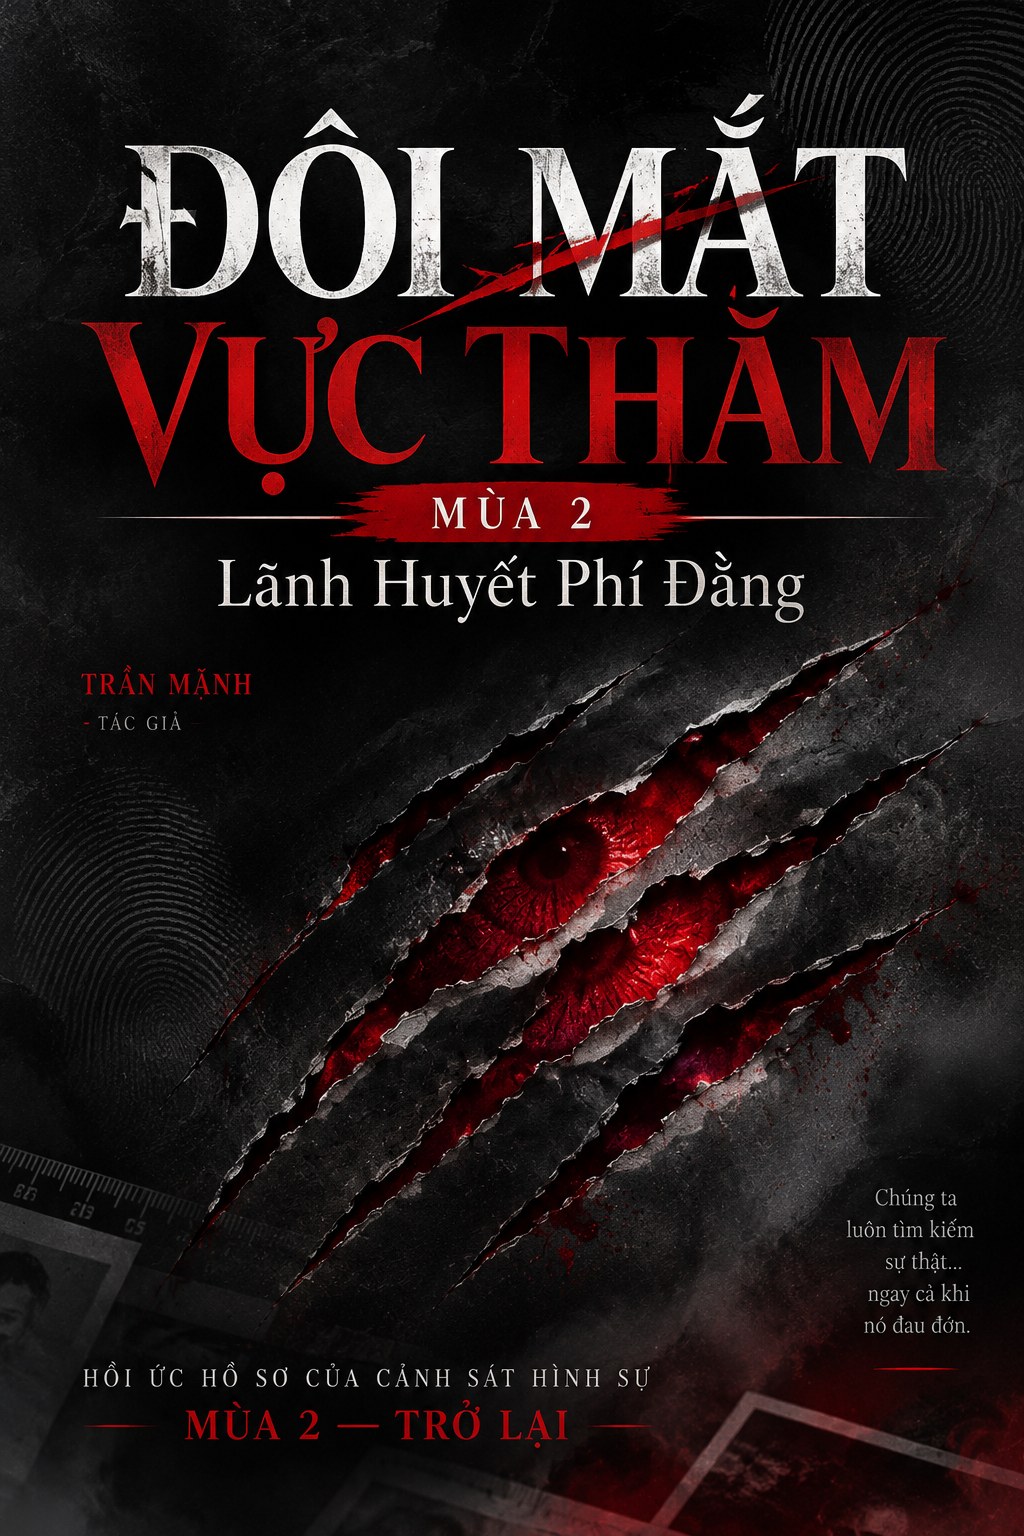 ĐÔI MẮT
VỰC THẲM
MÙA 2
Lãnh Huyết Phí Đằng
TRẦN MÃNH
- TÁC GIẢ
Chúng ta
luôn tìm kiếm
sự thật...
ngay cả khi
nó đau đớn.
HỒI ỨC HỒ SƠ CỦA CẢNH SÁT HÌNH SỰ
MÙA 2 — TRỞ LẠI